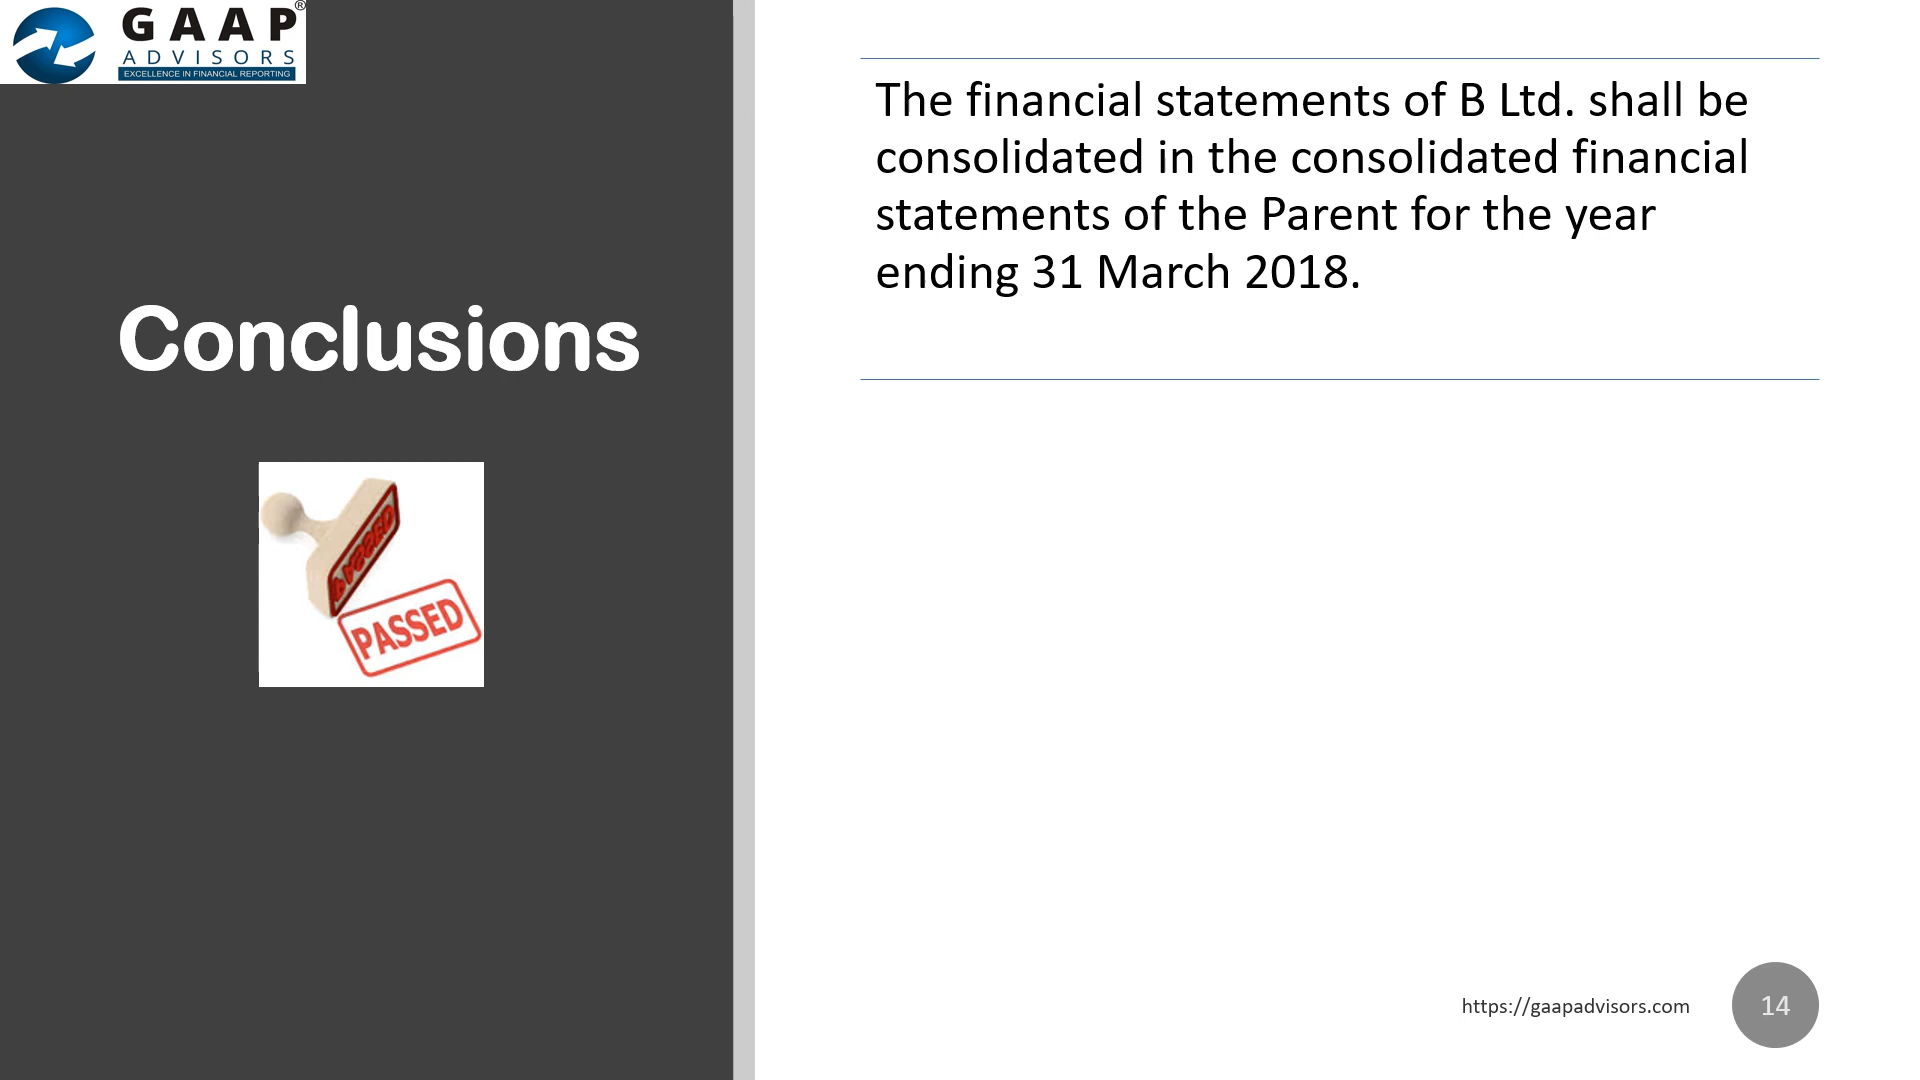 GAAP®
ADVISORS
EXCELLENCE IN FINANCIAL REPORTING
Conclusions
PASSED
PASSED
The financial statements of B Ltd. shall be
consolidated in the consolidated financial
statements of the Parent for the year
ending 31 March 2018.
https://gaapadvisors.com
14